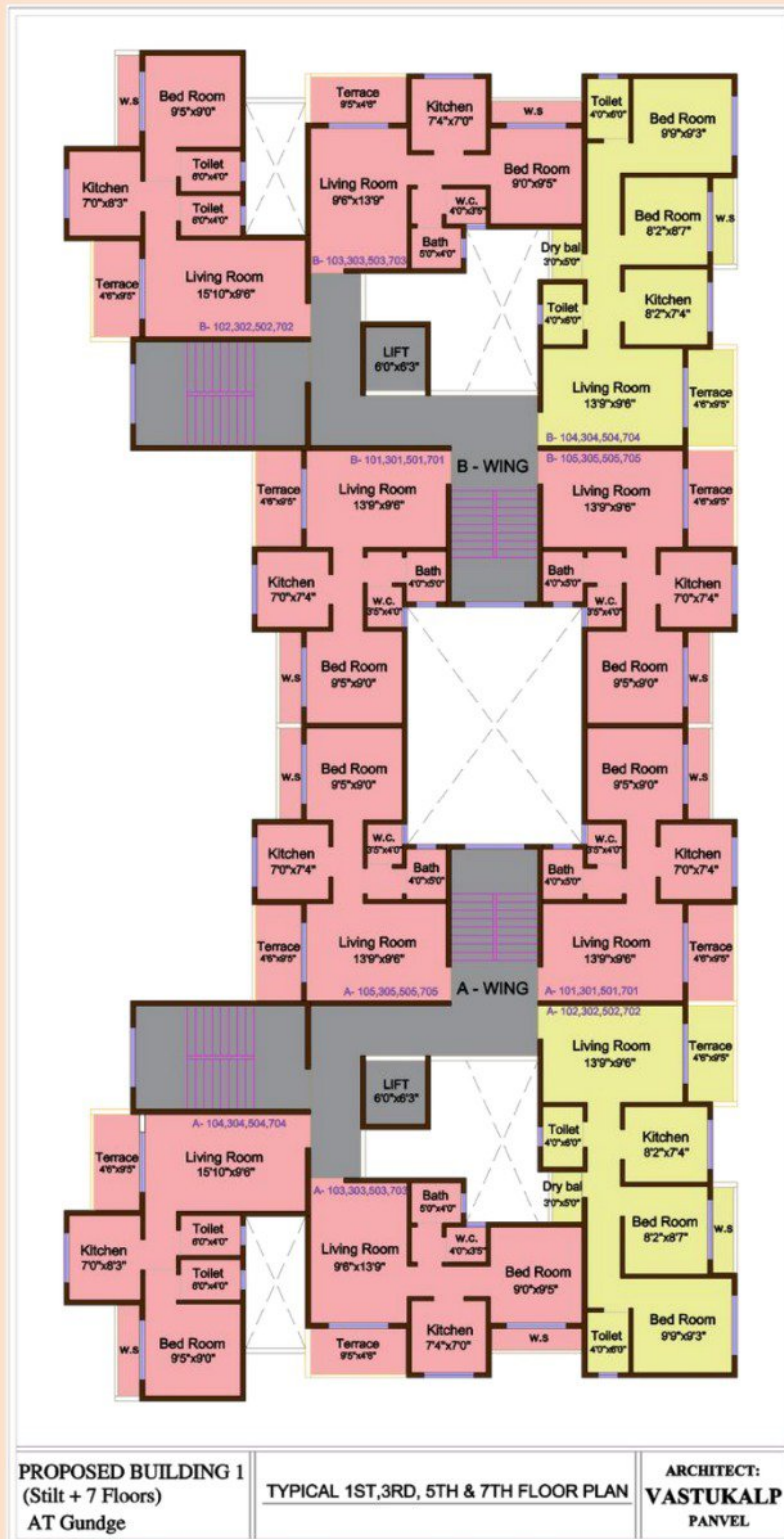 Bed Room
9'5"x9'0"
W.S
Toilet
6'0"x4'0"
Kitchen
7'0"x8'3"
Toilet
6'0"x4'0"
Terrace
4'6"x9'5"
Living Room
15'10"x9'6"
B- 102,302,502,702
Terrace
9'5"x4'6"
Kitchen
7'4"x7'0"
W.S
Living Room
9'6"x13'9"
Bed Room
9'0"x9'5"
W.C.
4'0"x3'5"
Bath
5'0"x4'0"
B- 103,303,503,703
Toilet
4'0"x6'0"
Bed Room
9'9"x9'3"
Bed Room
8'2"x8'7"
W.S
Dry bal
3'0"x5'0"
Kitchen
8'2"x7'4"
Toilet
4'0"x6'0"
Living Room
13'9"x9'6"
Terrace
4'6"x9'5"
B- 104,304,504,704
LIFT
6'0"x6'3"
B - WING
B- 101,301,501,701
Living Room
13'9"x9'6"
Terrace
4'6"x9'5"
Kitchen
7'0"x7'4"
Bath
4'0"x5'0"
W.C.
3'5"x4'0"
Bed Room
9'5"x9'0"
W.S
B- 105,305,505,705
Living Room
13'9"x9'6"
Terrace
4'6"x9'5"
Bath
4'0"x5'0"
W.C.
3'5"x4'0"
Kitchen
7'0"x7'4"
Bed Room
9'5"x9'0"
W.S
W.S
Bed Room
9'5"x9'0"
W.C.
3'5"x4'0"
Kitchen
7'0"x7'4"
Bath
4'0"x5'0"
Terrace
4'6"x9'5"
Living Room
13'9"x9'6"
A- 105,305,505,705
Bed Room
9'5"x9'0"
W.S
W.C.
3'5"x4'0"
Bath
4'0"x5'0"
Kitchen
7'0"x7'4"
Living Room
13'9"x9'6"
Terrace
4'6"x9'5"
A- 101,301,501,701
A - WING
LIFT
6'0"x6'3"
A- 102,302,502,702
Living Room
13'9"x9'6"
Terrace
4'6"x9'5"
Toilet
4'0"x6'0"
Kitchen
8'2"x7'4"
Dry bal
3'0"x5'0"
Bed Room
8'2"x8'7"
W.S
Bed Room
9'9"x9'3"
Toilet
4'0"x6'0"
A- 104,304,504,704
Living Room
15'10"x9'6"
Terrace
4'6"x9'5"
Toilet
6'0"x4'0"
Kitchen
7'0"x8'3"
Toilet
6'0"x4'0"
W.S
Bed Room
9'5"x9'0"
A- 103,303,503,703
Bath
5'0"x4'0"
Living Room
9'6"x13'9"
W.C.
4'0"x3'5"
Bed Room
9'0"x9'5"
Terrace
9'5"x4'6"
Kitchen
7'4"x7'0"
W.S
PROPOSED BUILDING 1
(Stilt + 7 Floors)
AT Gundge
TYPICAL 1ST,3RD, 5TH & 7TH FLOOR PLAN
ARCHITECT:
VASTUKALP
PANVEL